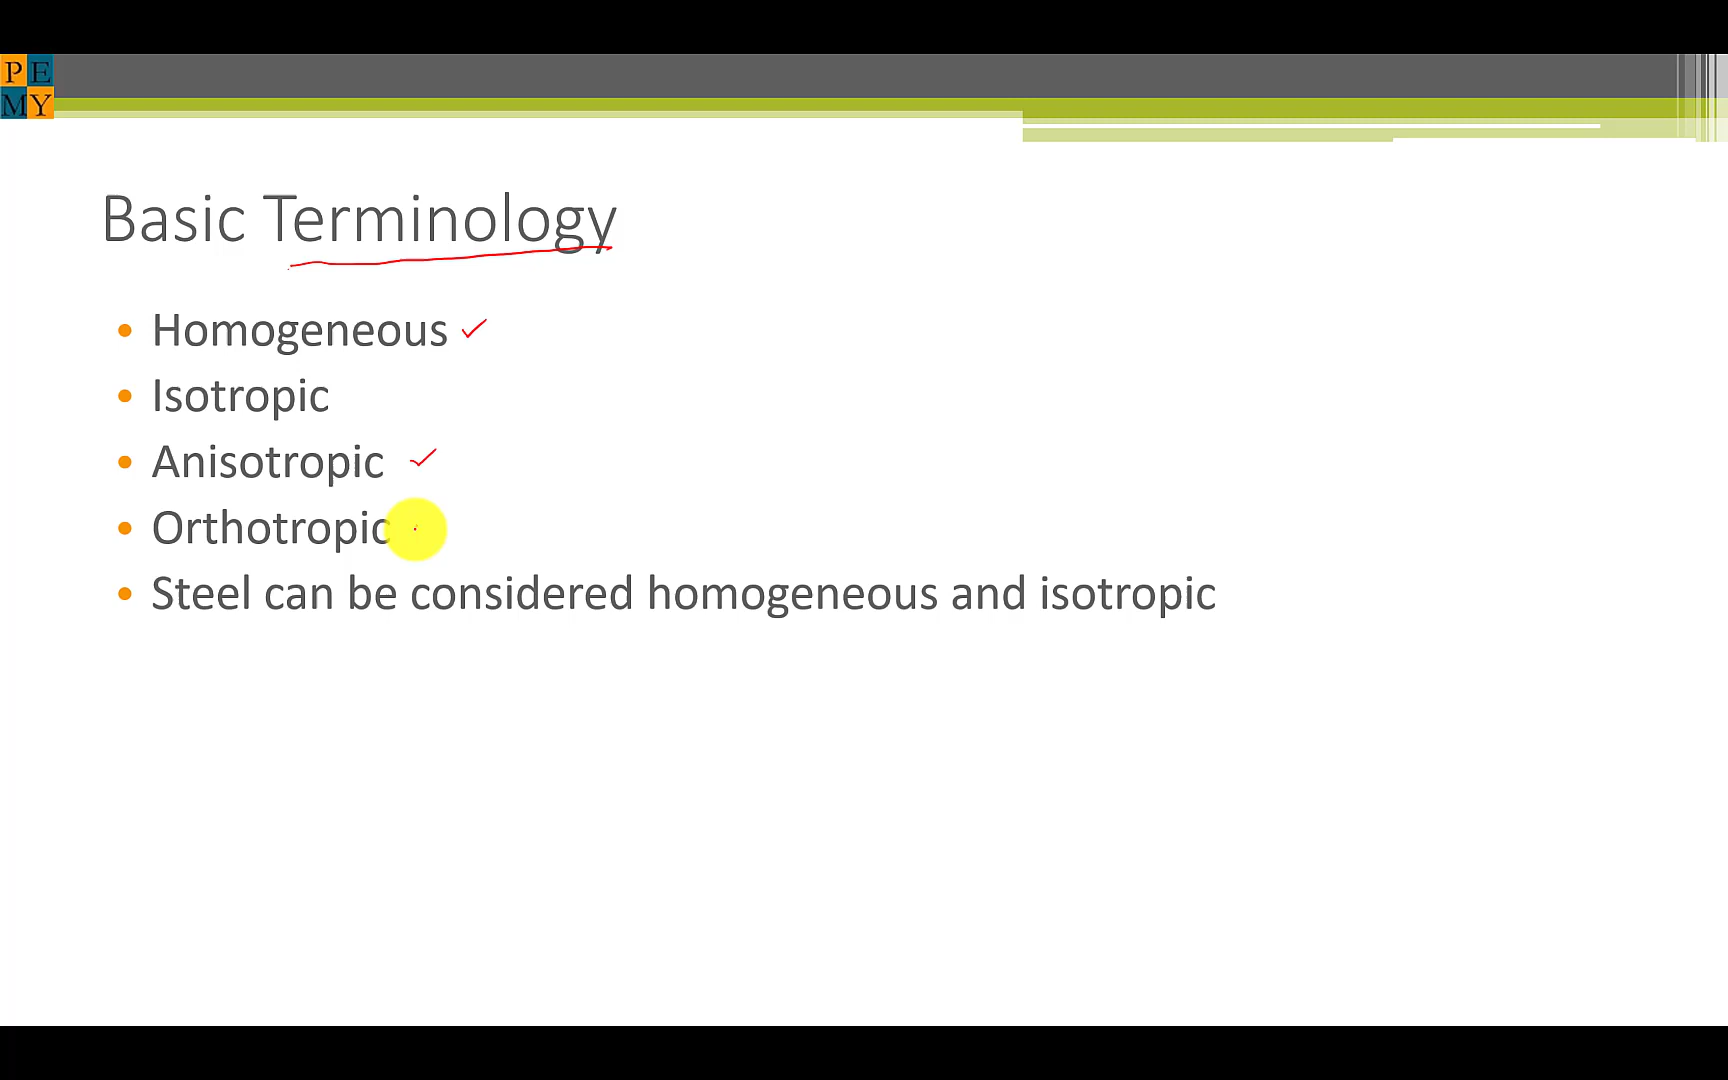 P E
M Y
Basic Terminology
• Homogeneous ✓
• Isotropic
• Anisotropic ✓
• Orthotropic
• Steel can be considered homogeneous and isotropic